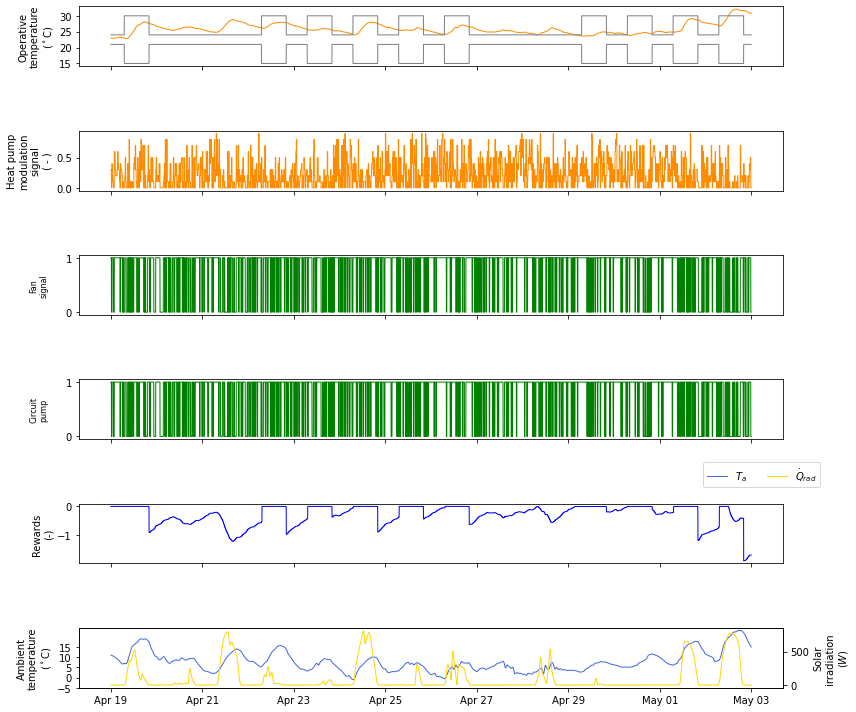 Operative
temperature
(°C)
30
25
20
15
Heat pump
modulation
signal
( - )
0.5
0.0
Fan
signal
1
0
Circuit
pump
1
0
T_a
Q̇_rad
Rewards
(-)
0
−1
Ambient
temperature
(°C)
15
10
5
0
−5
500
0
Solar
irradiation
(W)
Apr 19
Apr 21
Apr 23
Apr 25
Apr 27
Apr 29
May 01
May 03